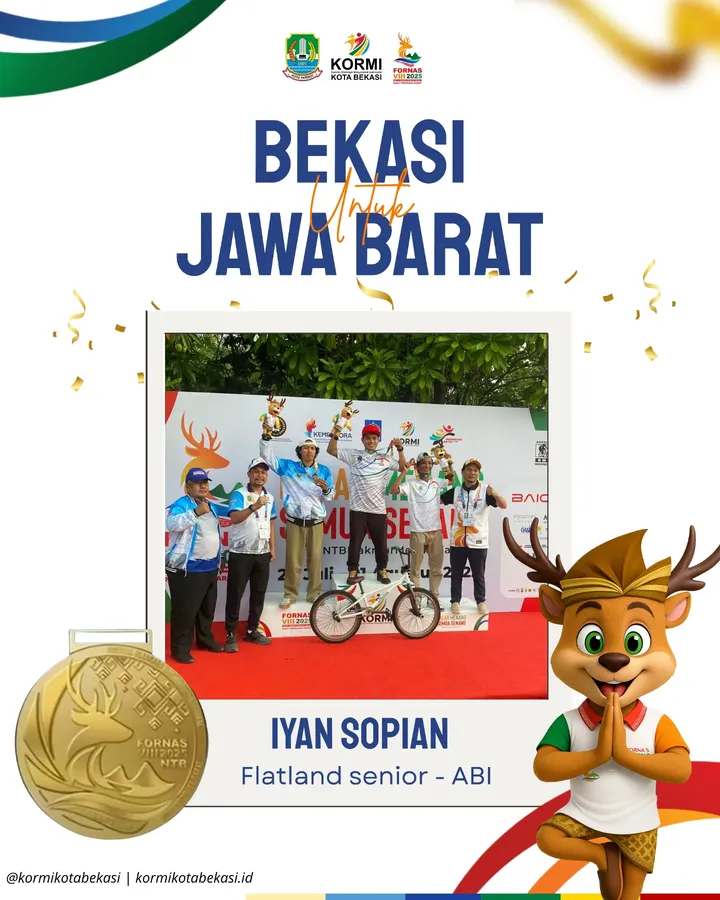 KORMI
KOTA BEKASI
FORNAS
VIII 2025
BEKASI
Untuk
JAWA BARAT
KORMI
BAIC
FORNAS
VIII 2025
KORMI
FORNAS
VIII 2025
NTB
IYAN SOPIAN
Flatland senior - ABI
@kormikotabekasi | kormikotabekasi.id